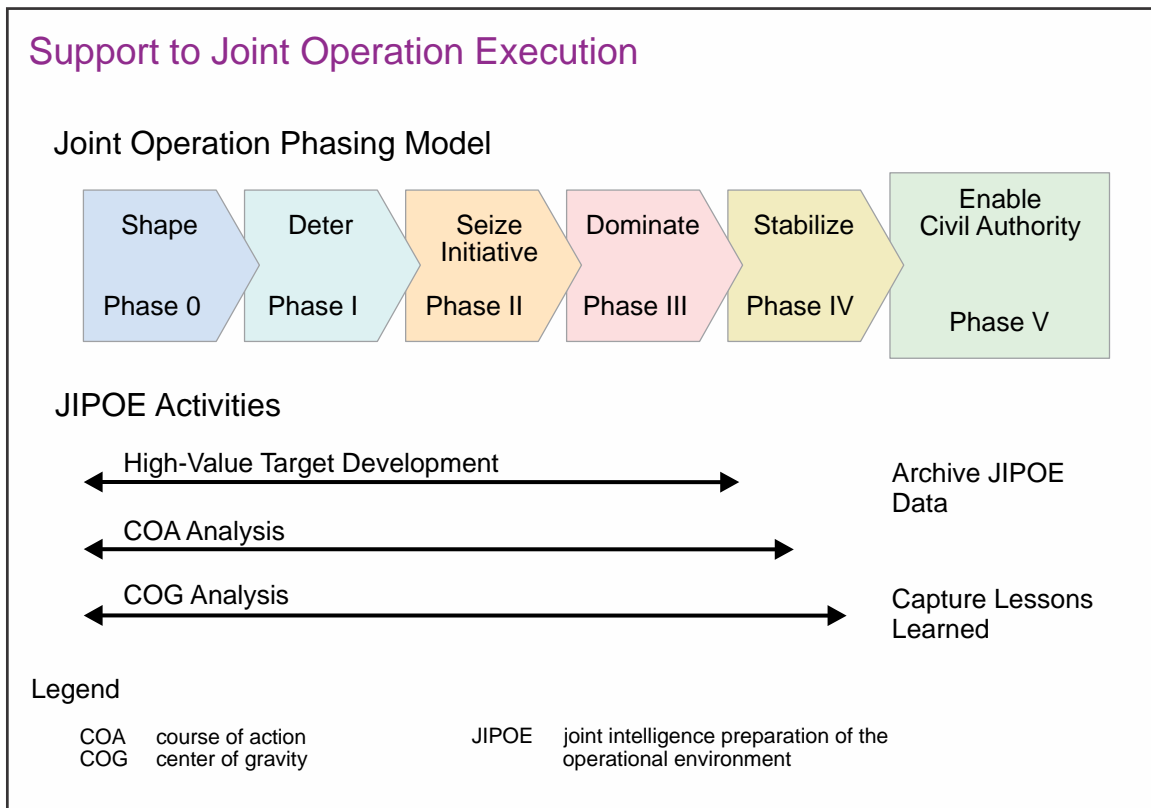 Support to Joint Operation Execution
Joint Operation Phasing Model
Shape
Phase 0
Deter
Phase I
Seize
Initiative
Phase II
Dominate
Phase III
Stabilize
Phase IV
Enable
Civil Authority
Phase V
JIPOE Activities
High-Value Target Development
COA Analysis
COG Analysis
Archive JIPOE
Data
Capture Lessons
Learned
Legend
COA course of action
COG center of gravity
JIPOE joint intelligence preparation of the
operational environment